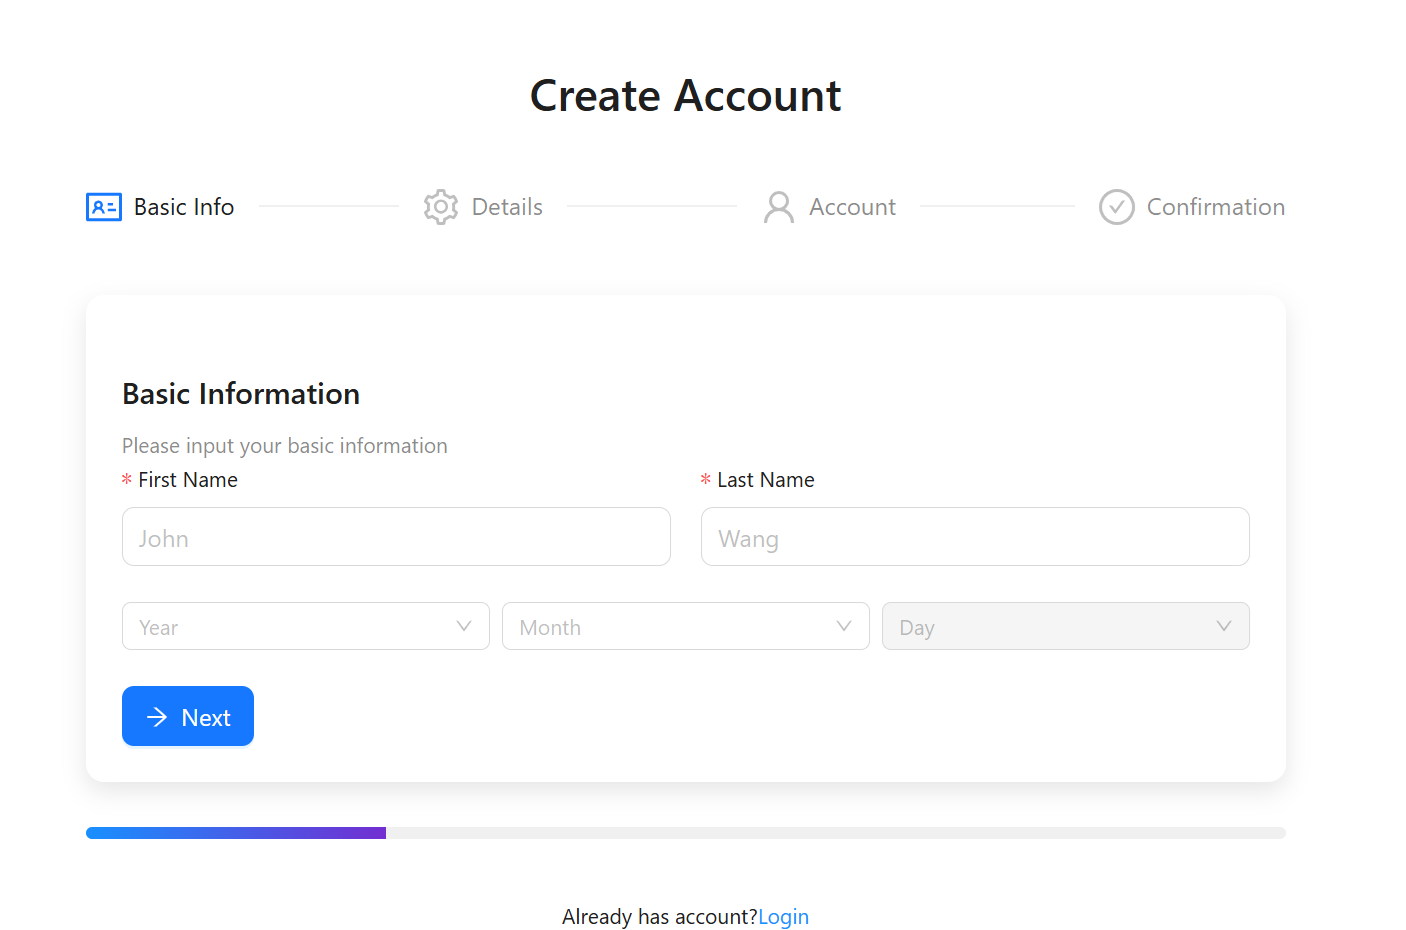 Create Account
Basic Info Details Account Confirmation
Basic Information
Please input your basic information
* First Name * Last Name
John Wang
Year Month Day
Next
Already has account?Login